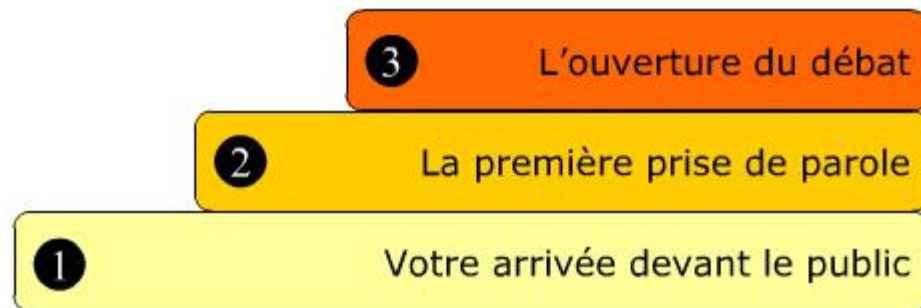 3 L'ouverture du débat
2 La première prise de parole
1 Votre arrivée devant le public